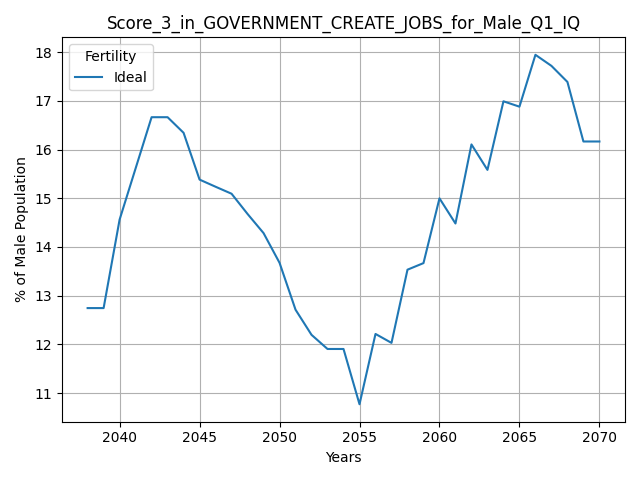 Score_3_in_GOVERNMENT_CREATE_JOBS_for_Male_Q1_IQ
Fertility
Ideal
% of Male Population
18
17
16
15
14
13
12
11
2040 2045 2050 2055 2060 2065 2070
Years